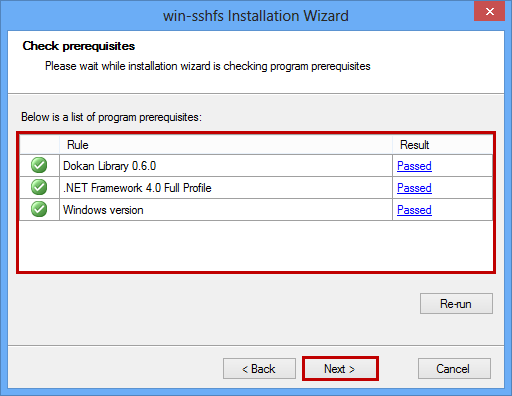 win-sshfs Installation Wizard
Check prerequisites
Please wait while installation wizard is checking program prerequisites
Below is a list of program prerequisites:
Rule Result
Dokan Library 0.6.0 Passed
.NET Framework 4.0 Full Profile Passed
Windows version Passed
Re-run
< Back Next > Cancel